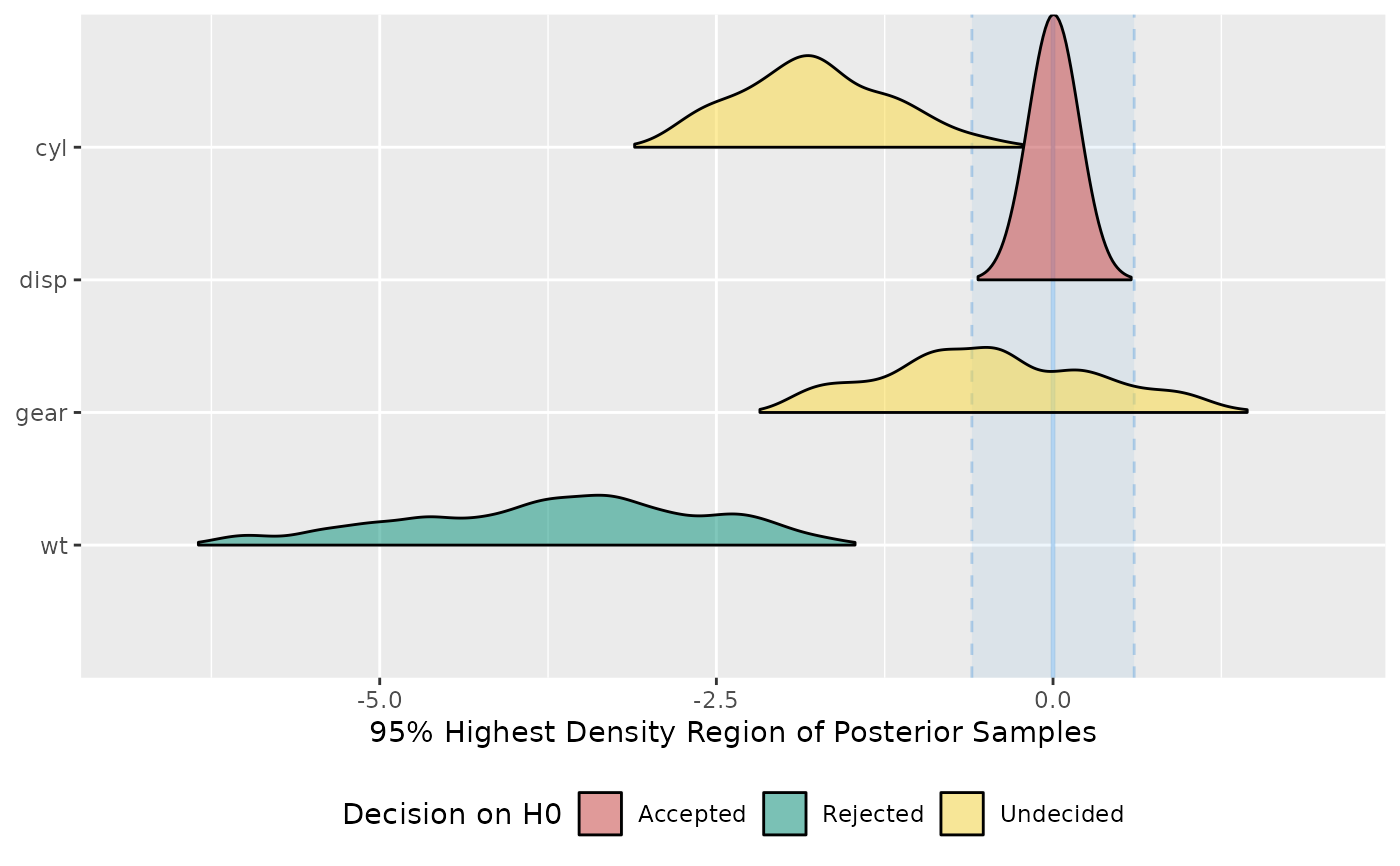 cyl
disp
gear
wt
-5.0 -2.5 0.0
95% Highest Density Region of Posterior Samples
Decision on H0 Accepted Rejected Undecided